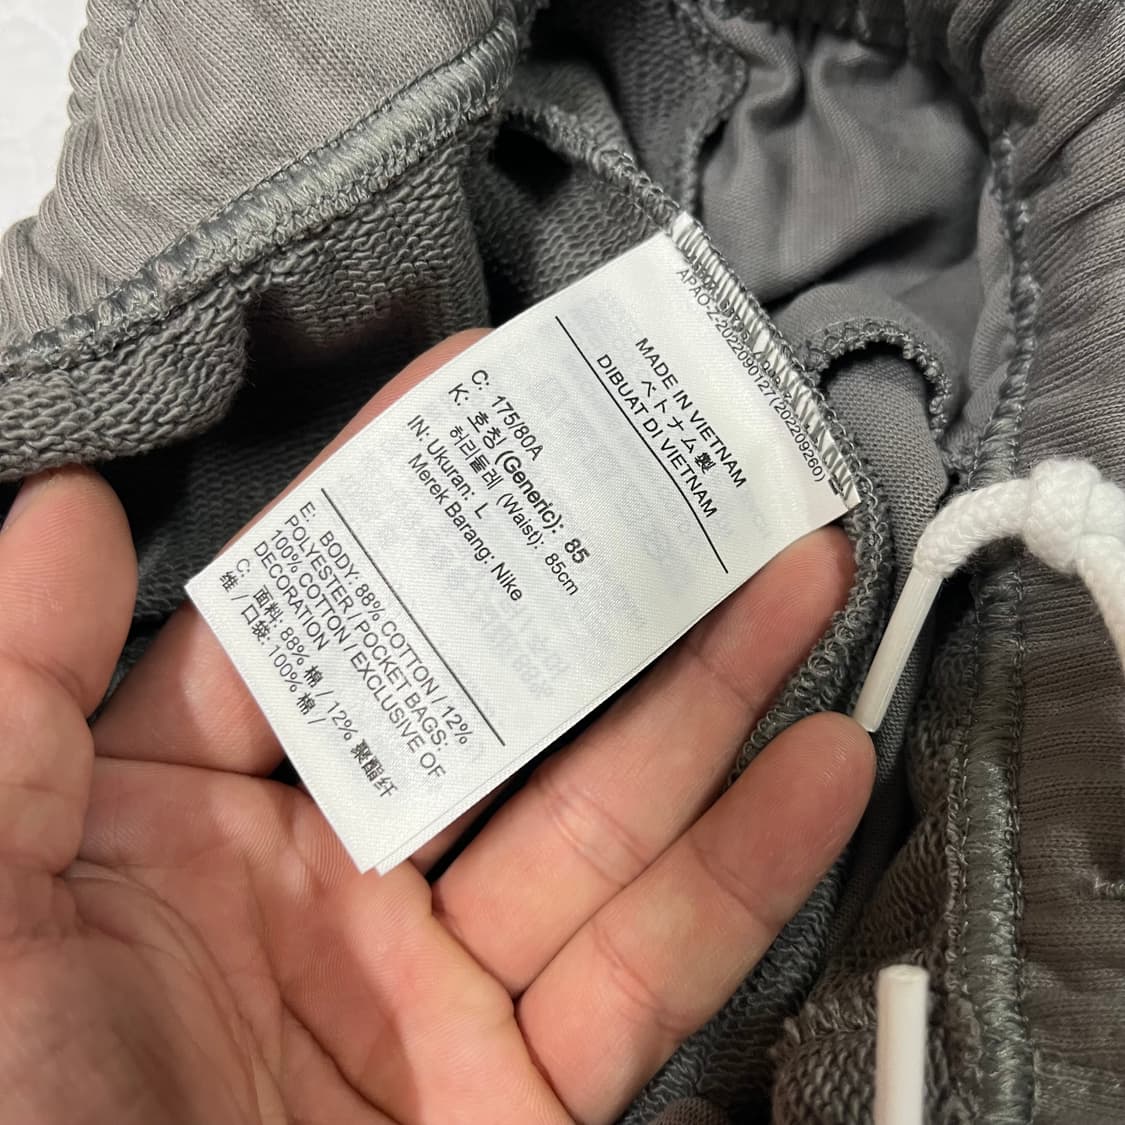 APAO-Z-2022090127(202209260)
MADE IN VIETNAM
ベトナム製
DIBUAT DI VIETNAM
C: 175/80A
K: 호칭 (Generic): 85
허리둘레 (Waist): 85cm
IN: Ukuran: L
Merek Barang: Nike
E: BODY: 88% COTTON / 12%
POLYESTER / POCKET BAGS:
100% COTTON / EXCLUSIVE OF
DECORATION
C: 面料: 88% 棉 / 12% 聚酯纤
维 / 口袋: 100% 棉 /